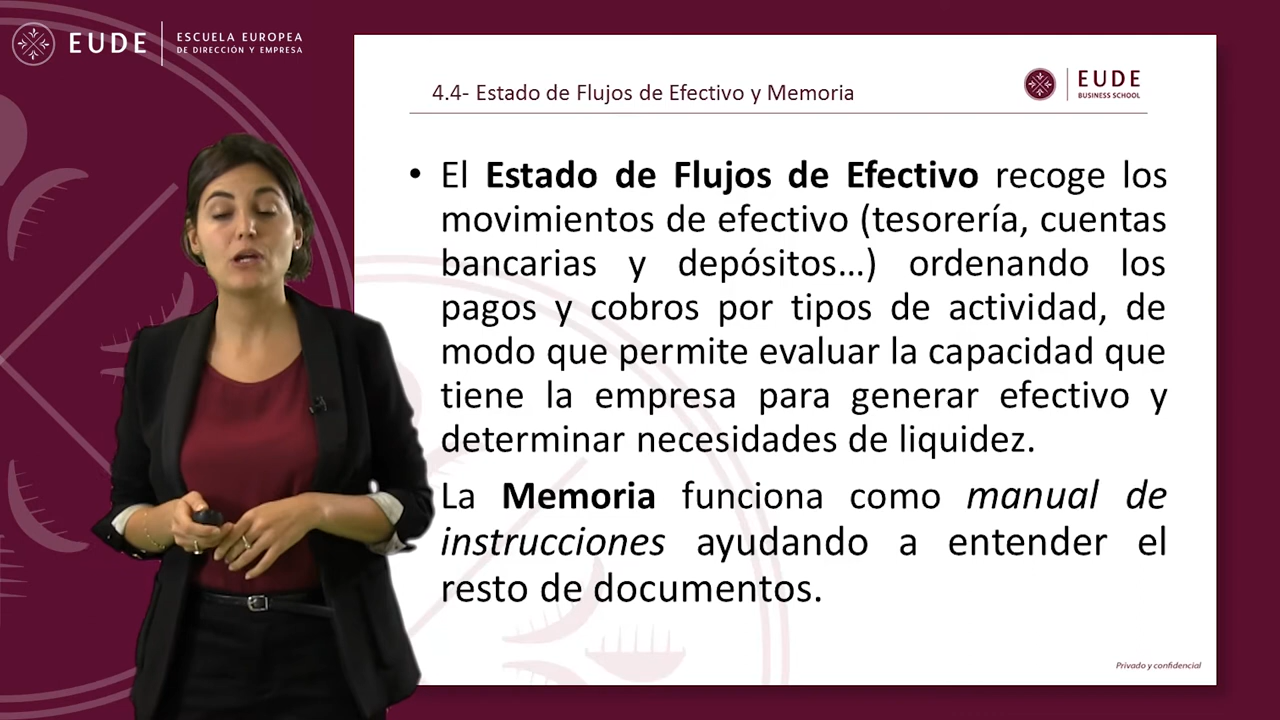 EUDE
ESCUELA EUROPEA
DE DIRECCIÓN Y EMPRESA
4.4- Estado de Flujos de Efectivo y Memoria
EUDE
BUSINESS SCHOOL
• El Estado de Flujos de Efectivo recoge los
movimientos de efectivo (tesorería, cuentas
bancarias y depósitos...) ordenando los
pagos y cobros por tipos de actividad, de
modo que permite evaluar la capacidad que
tiene la empresa para generar efectivo y
determinar necesidades de liquidez.
La Memoria funciona como manual de
instrucciones ayudando a entender el
resto de documentos.
Privado y confidencial